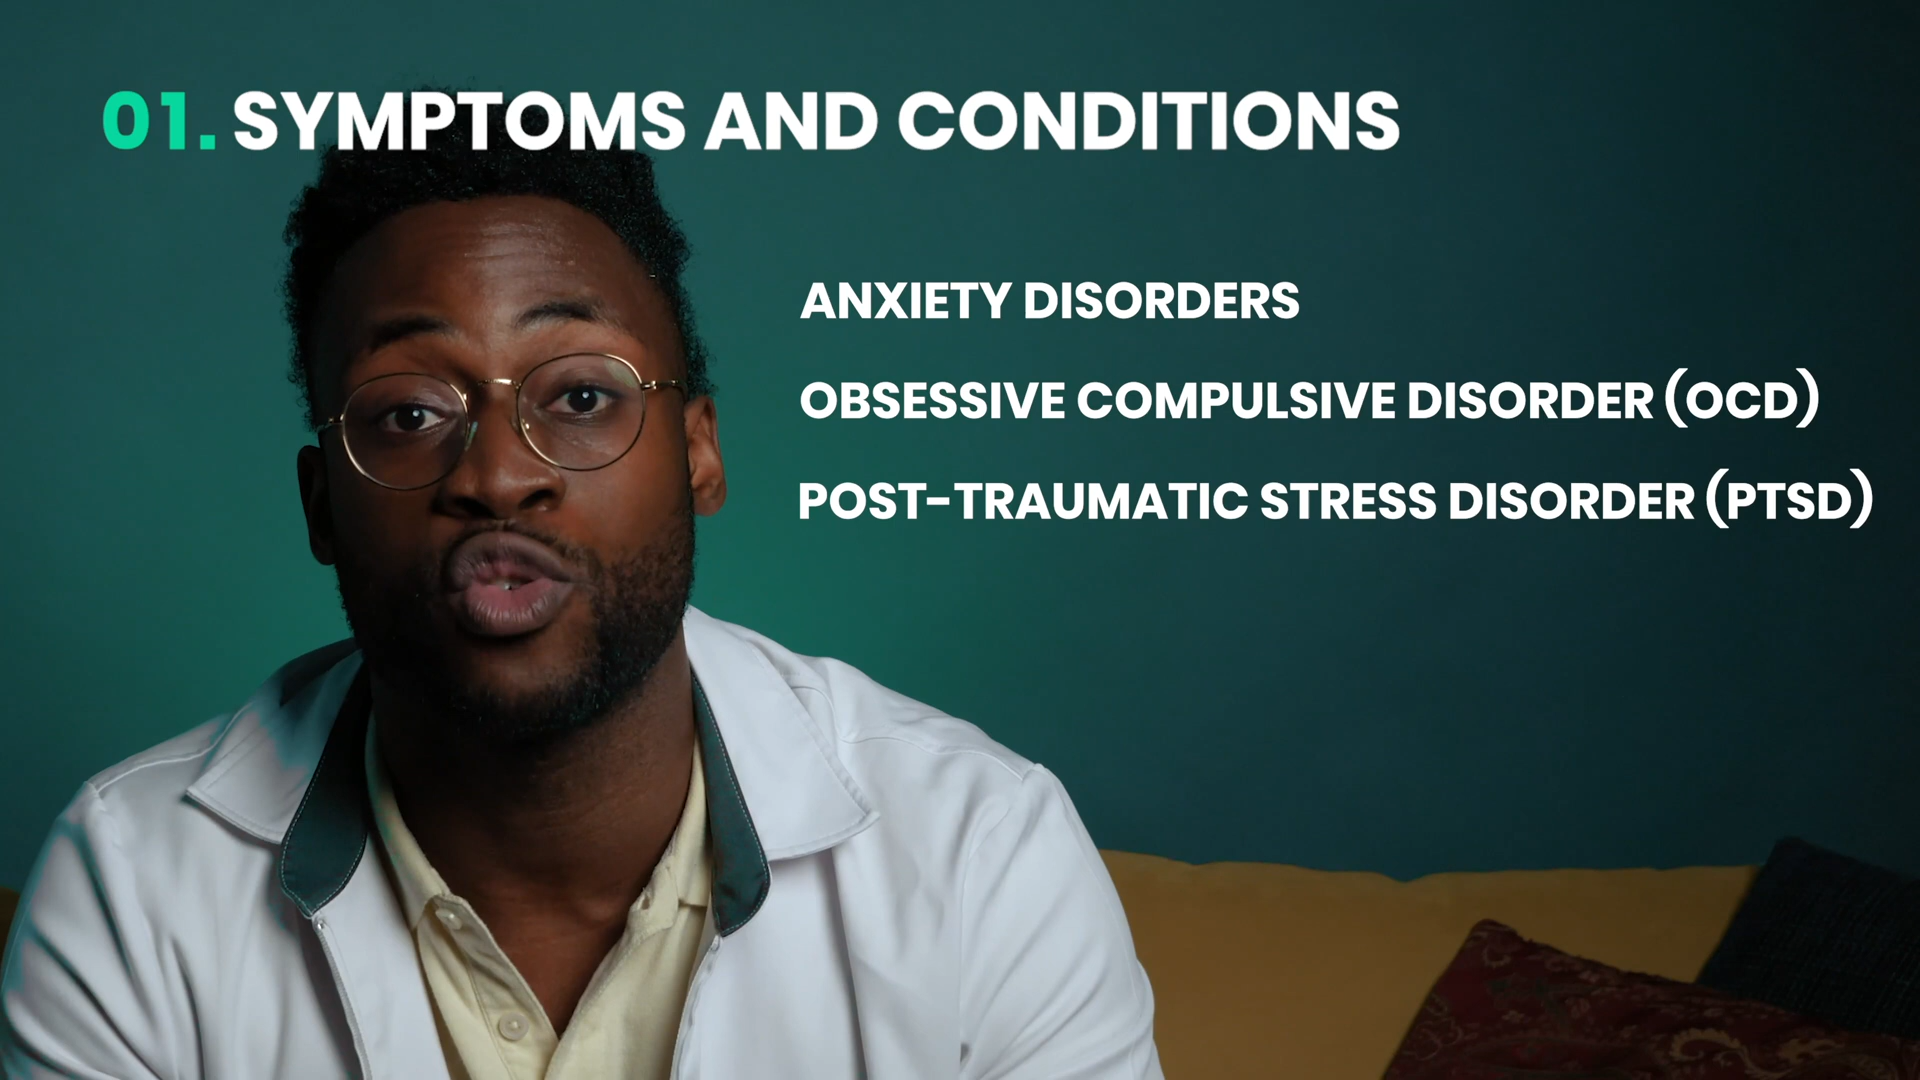 01. SYMPTOMS AND CONDITIONS
ANXIETY DISORDERS
OBSESSIVE COMPULSIVE DISORDER (OCD)
POST-TRAUMATIC STRESS DISORDER (PTSD)